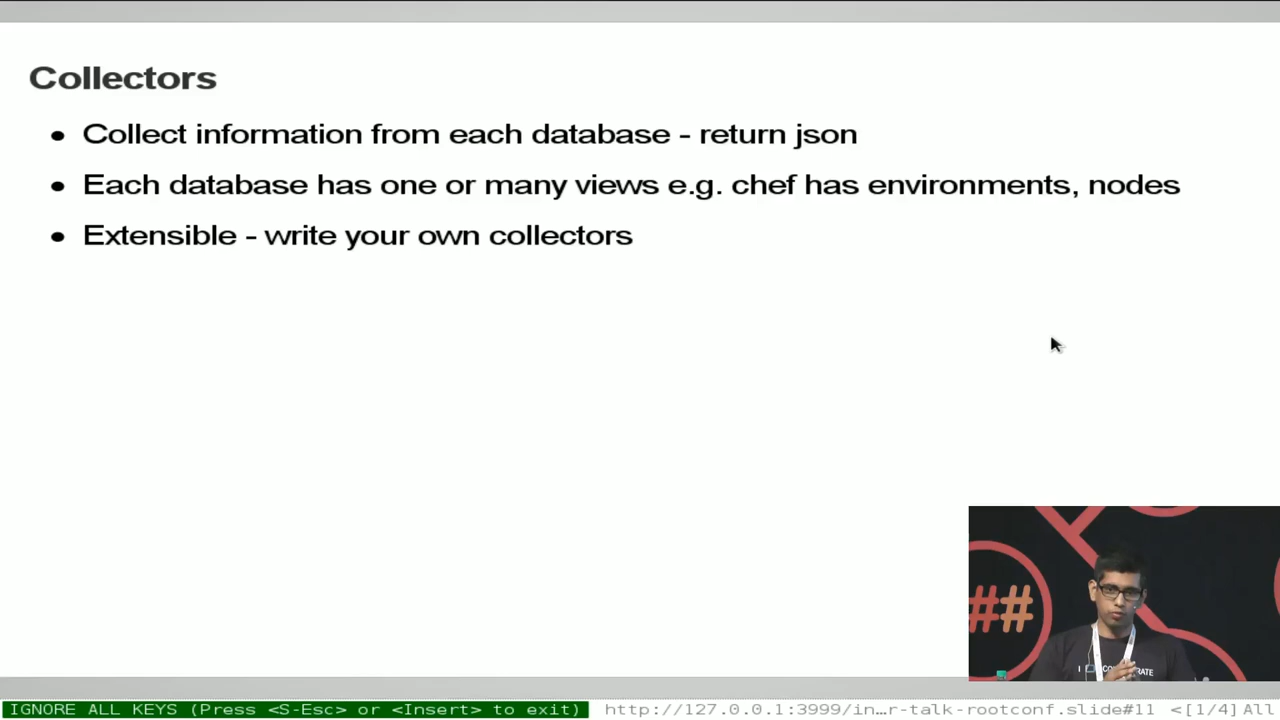 Collectors
• Collect information from each database - return json
• Each database has one or many views e.g. chef has environments, nodes
• Extensible - write your own collectors
##
IGNORE ALL KEYS (Press <S-Esc> or <Insert> to exit) http://127.0.0.1:3999/in…r-talk-rootconf.slide#11 <[1/4]All